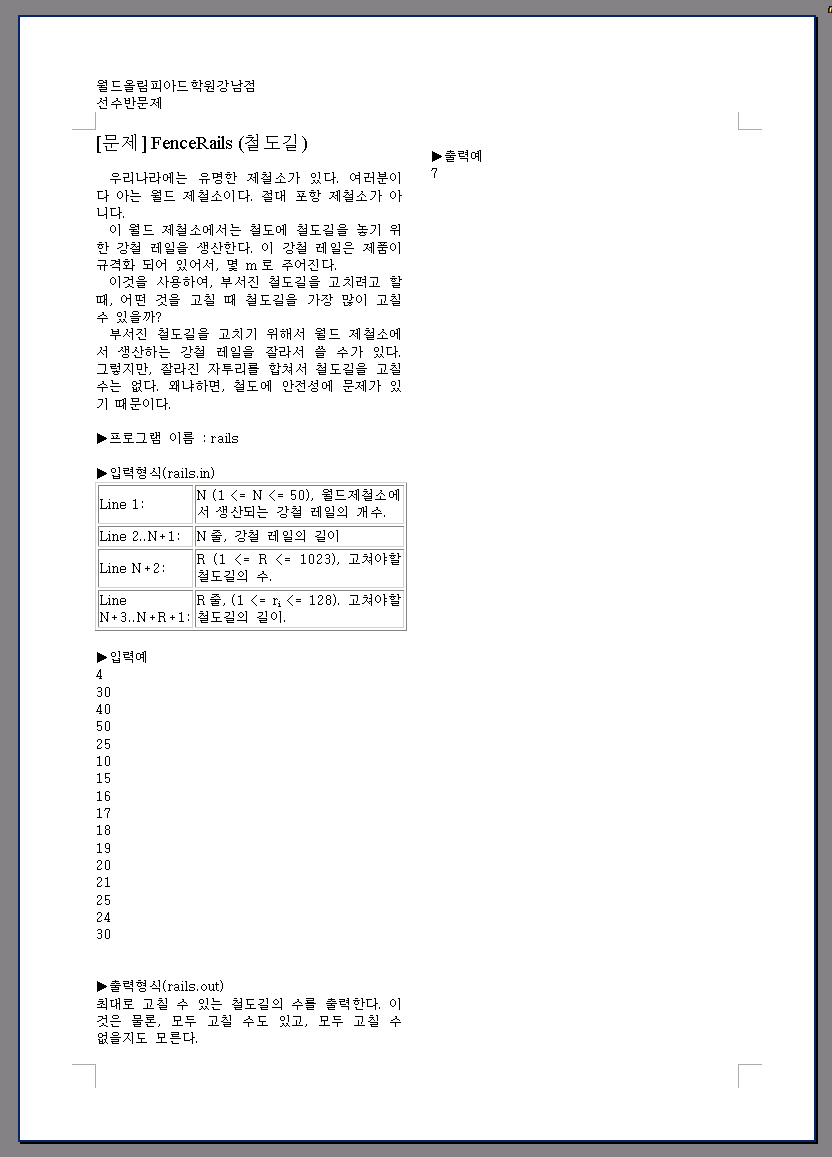 월드올림피아드학원강남점
선수반문제
[문제] FenceRails (철도길)
우리나라에는 유명한 제철소가 있다. 여러분이
다 아는 월드 제철소이다. 절대 포항 제철소가 아
니다.
이 월드 제철소에서는 철도에 철도길을 놓기 위
한 강철 레일을 생산한다. 이 강철 레일은 제품이
규격화 되어 있어서, 몇 m로 주어진다.
이것을 사용하여, 부서진 철도길을 고치려고 할
때, 어떤 것을 고칠 때 철도길을 가장 많이 고칠
수 있을까?
부서진 철도길을 고치기 위해서 월드 제철소에
서 생산하는 강철 레일을 잘라서 쓸 수가 있다.
그렇지만, 잘라진 자투리를 합쳐서 철도길을 고칠
수는 없다. 왜냐하면, 철도에 안전성에 문제가 있
기 때문이다.
▶프로그램 이름 : rails
▶입력형식(rails.in)
Line 1: N (1 <= N <= 50), 월드제철소에
서 생산되는 강철 레일의 개수.
Line 2..N+1: N줄, 강철 레일의 길이
Line N+2: R (1 <= R <= 1023), 고쳐야할
철도길의 수.
Line R줄, (1 <= ri <= 128). 고쳐야할
N+3..N+R+1: 철도길의 길이.
▶입력예
4
30
40
50
25
10
15
16
17
18
19
20
21
25
24
30
▶출력형식(rails.out)
최대로 고칠 수 있는 철도길의 수를 출력한다. 이
것은 물론, 모두 고칠 수도 있고, 모두 고칠 수
없을지도 모른다.
▶출력예
7